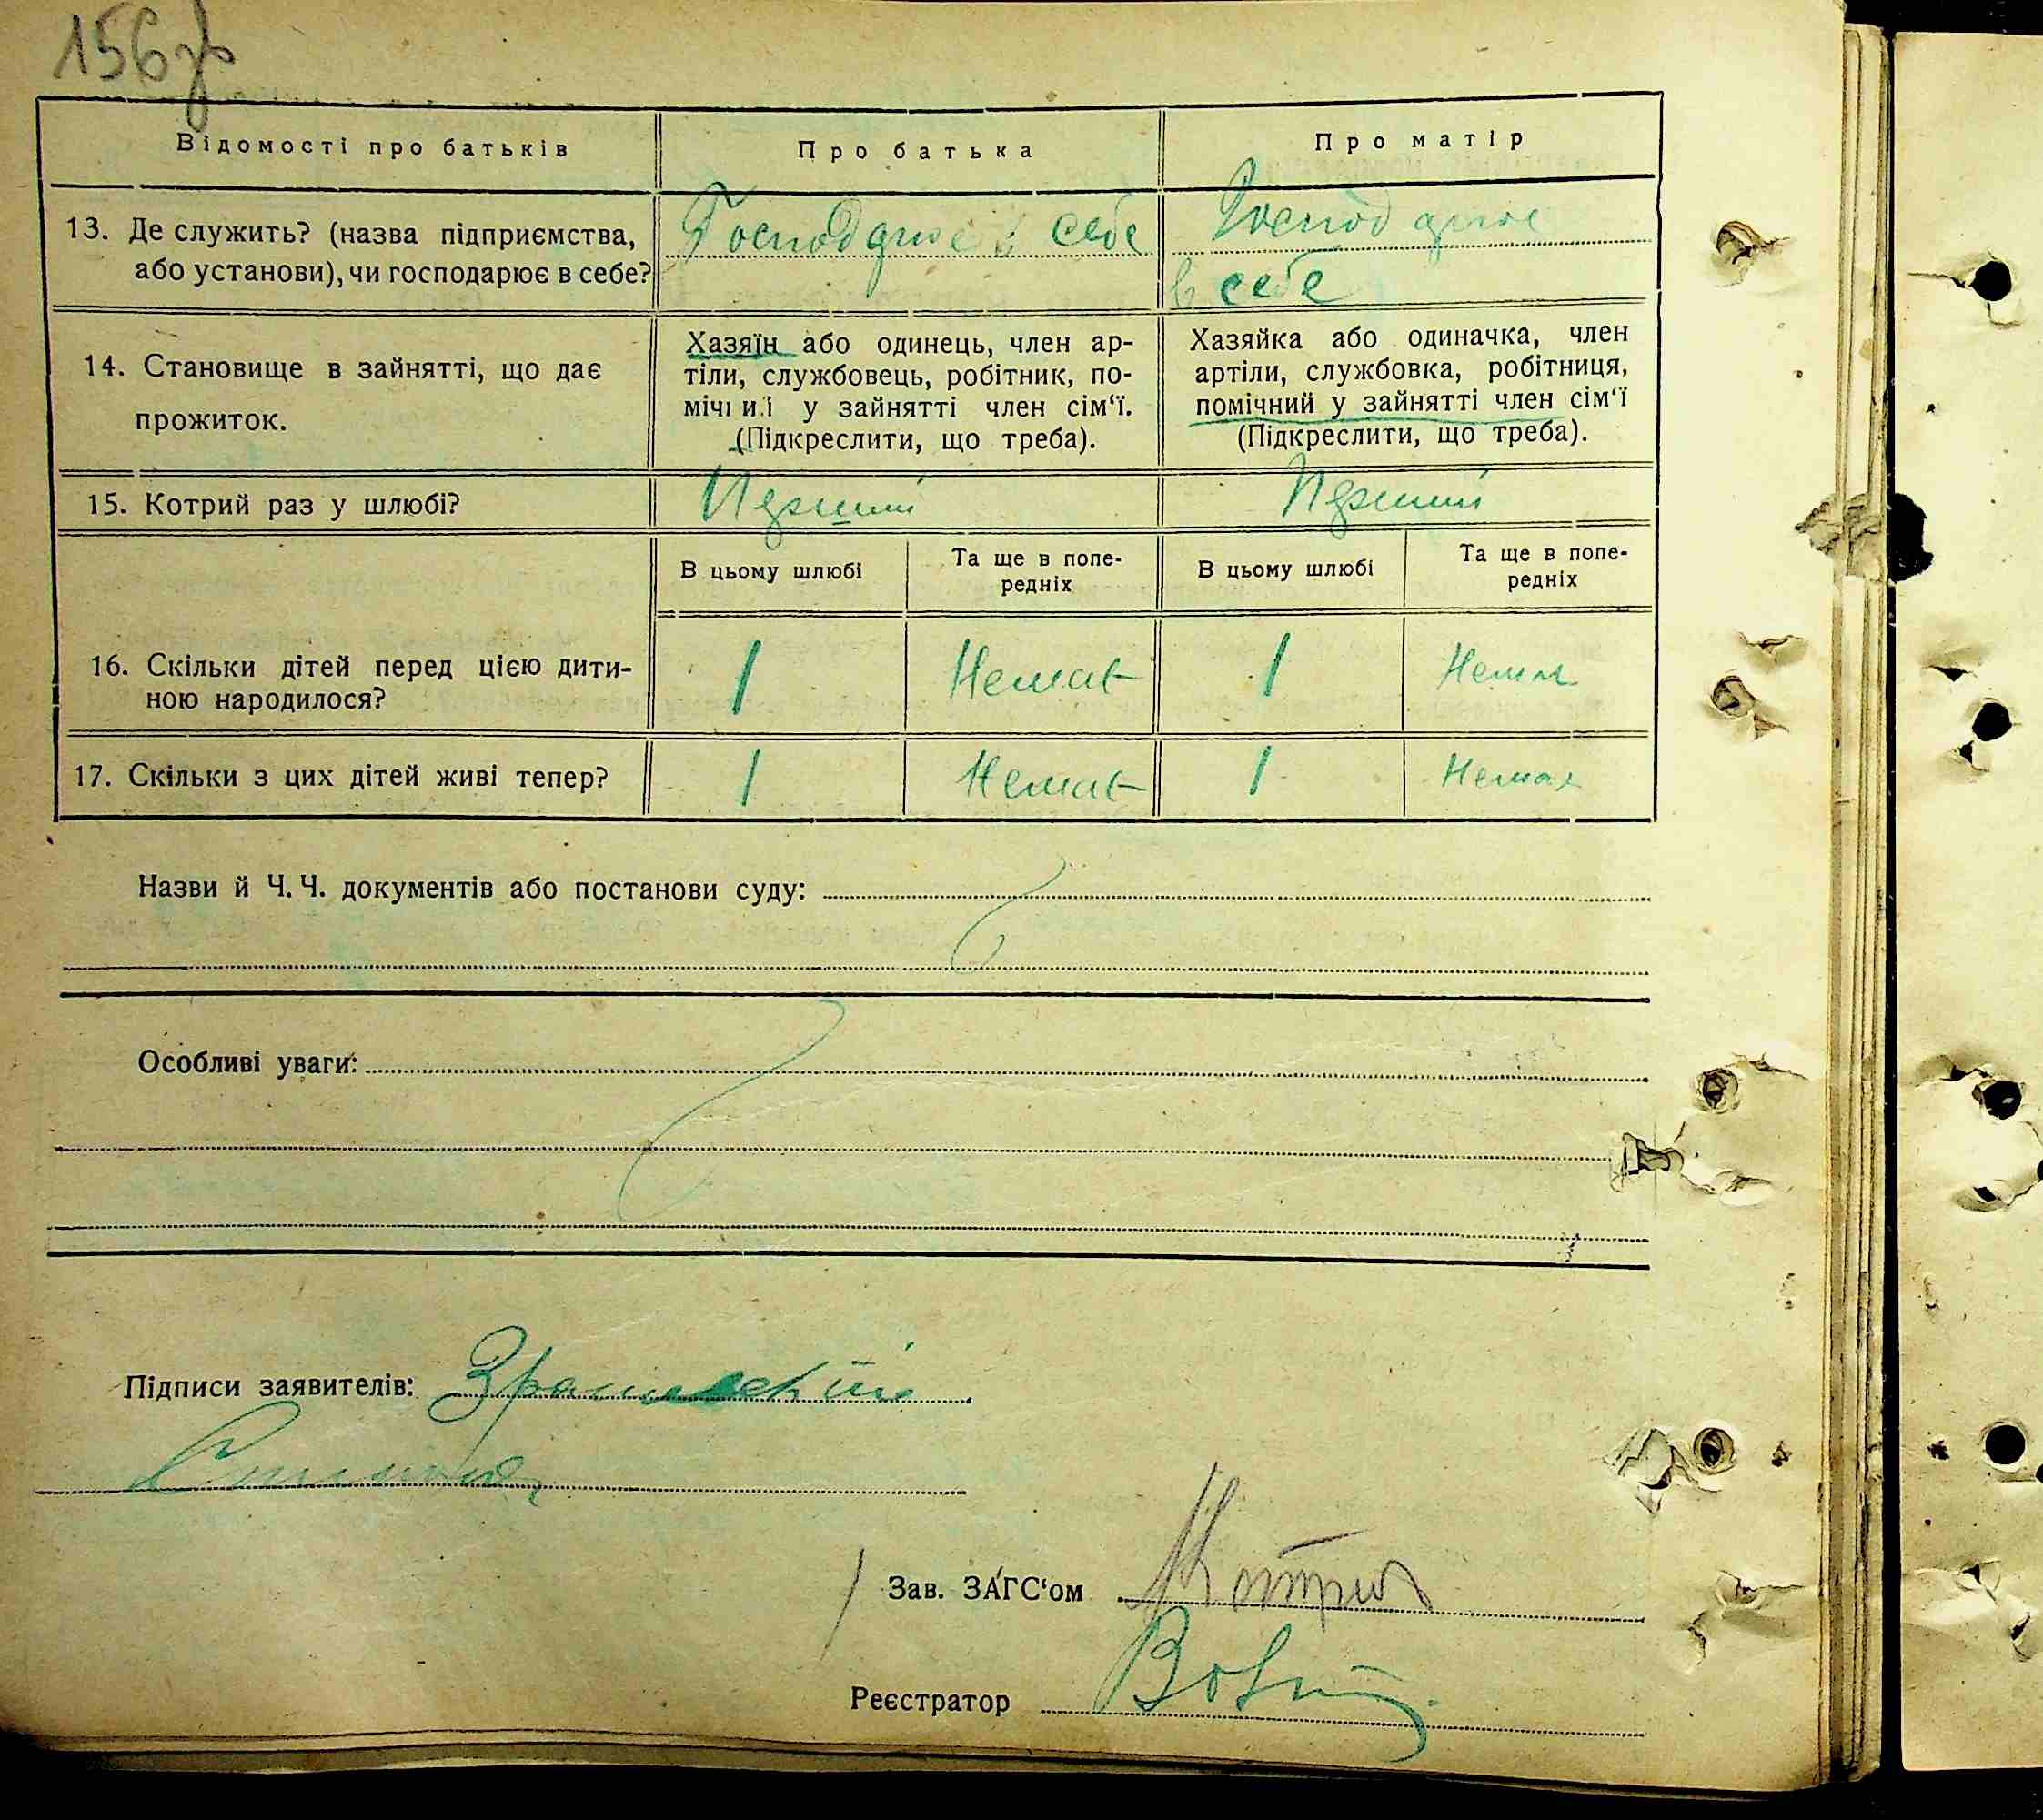 156зв
Відомості про батьків
Про батька
Про матір
13. Де служить? (назва підприємства,
або установи), чи господарює в себе?
Господарює в себе
Господарює
в себе
14. Становище в зайнятті, що дає
прожиток.
Хазяїн або одинець, член ар-
тіли, службовець, робітник, по-
мічний у зайнятті член сім‘ї.
(Підкреслити, що треба).
Хазяйка або одиначка, член
артіли, службовка, робітниця,
помічний у зайнятті член сім‘ї
(Підкреслити, що треба).
15. Котрий раз у шлюбі?
Перший
Перший
В цьому шлюбі
Та ще в попе-
редніх
В цьому шлюбі
Та ще в попе-
редніх
16. Скільки дітей перед цією дити-
ною народилося?
1
Немає
1
Немає
17. Скільки з цих дітей живі тепер?
1
Немає
1
Немає
Назви й Ч. Ч. документів або постанови суду:
Особливі уваги:
Підписи заявителів:
Зав. ЗАГС‘ом
Реєстратор